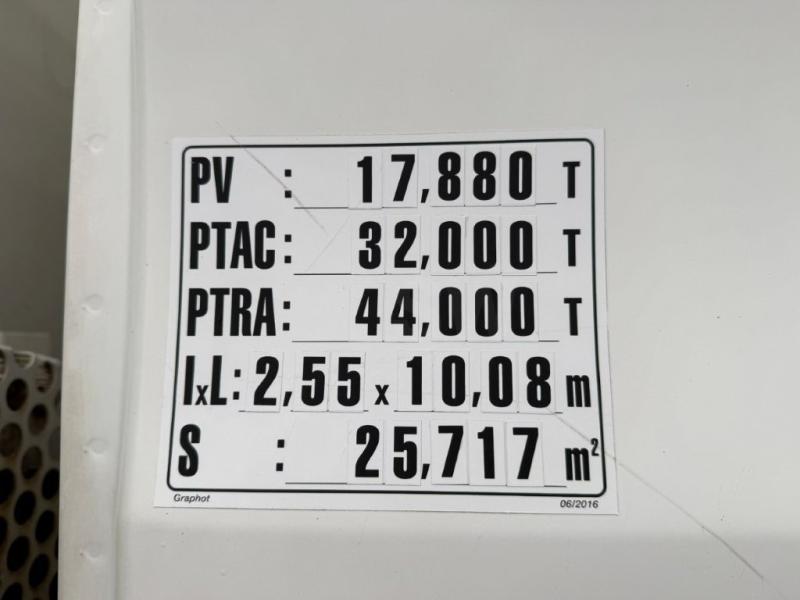 PV : 17,880 T
PTAC : 32,000 T
PTRA : 44,000 T
IxL : 2,55 x 10,08 m
S : 25,717 m²
Graphot 06/2016